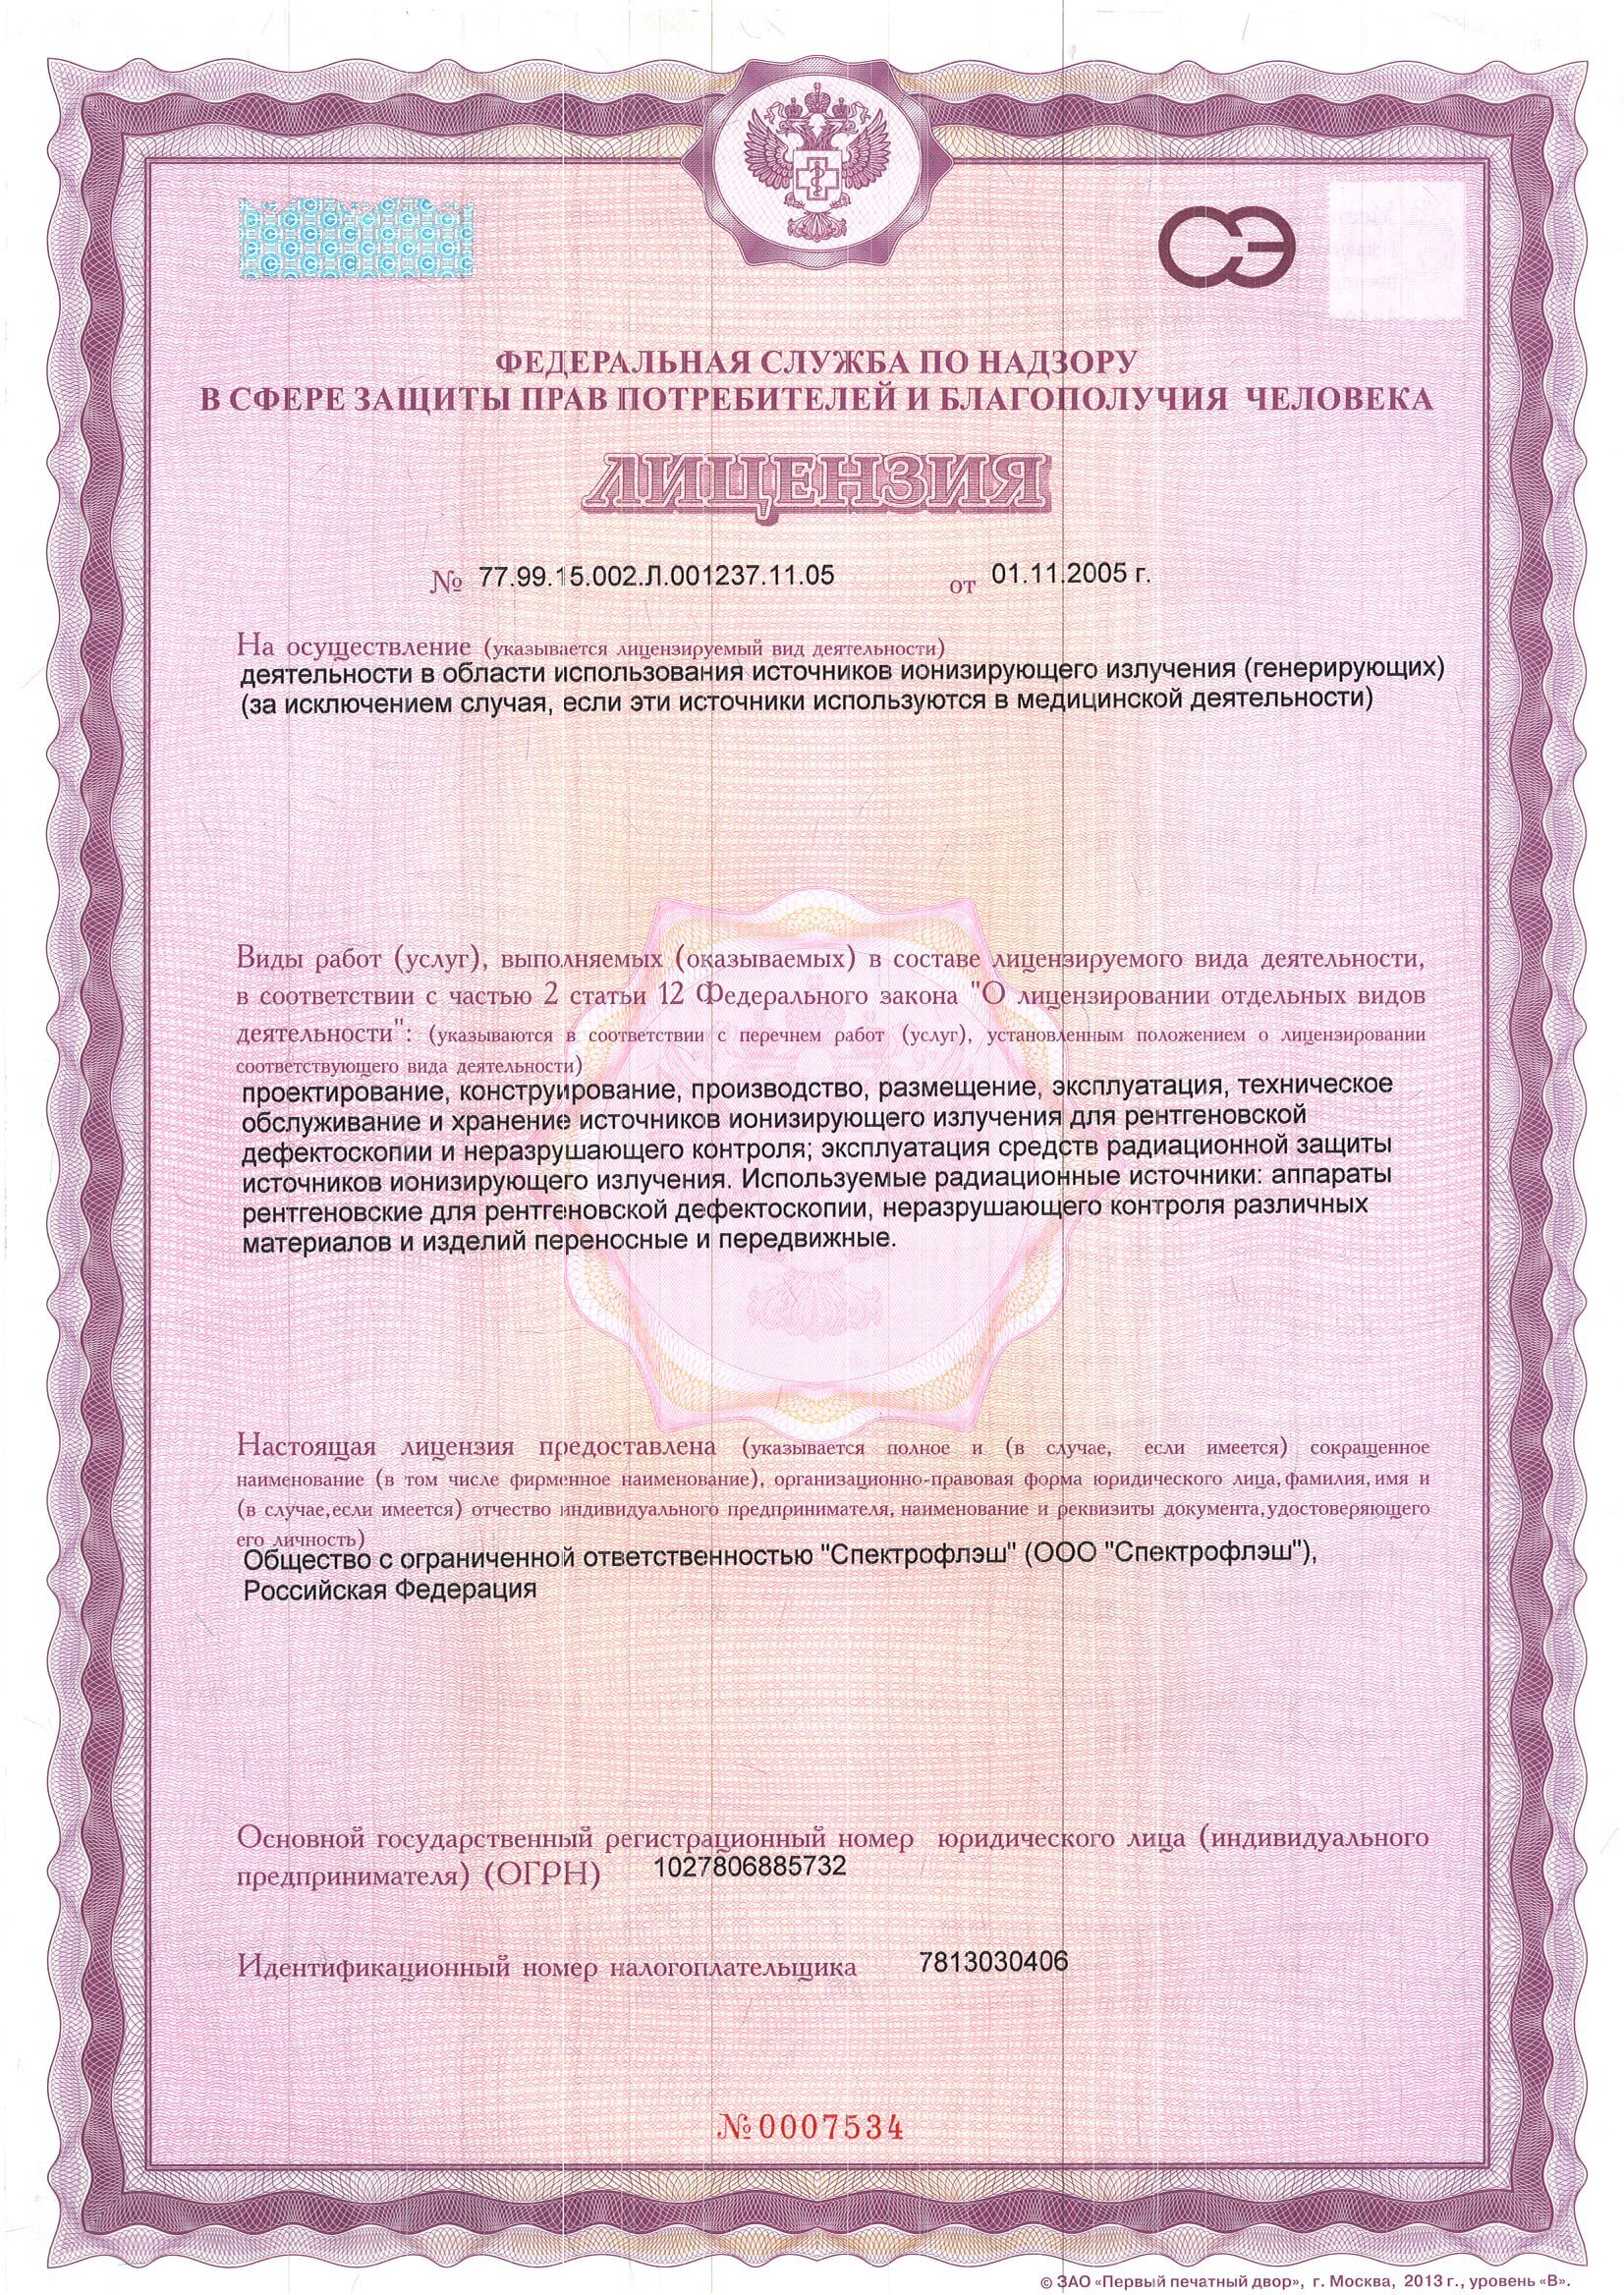 СЭ
ФЕДЕРАЛЬНАЯ СЛУЖБА ПО НАДЗОРУ
В СФЕРЕ ЗАЩИТЫ ПРАВ ПОТРЕБИТЕЛЕЙ И БЛАГОПОЛУЧИЯ ЧЕЛОВЕКА
ЛИЦЕНЗИЯ
№ 77.99.15.002.Л.001237.11.05 от 01.11.2005 г.
На осуществление (указывается лицензируемый вид деятельности)
деятельности в области использования источников ионизирующего излучения (генерирующих)
(за исключением случая, если эти источники используются в медицинской деятельности)
Виды работ (услуг), выполняемых (оказываемых) в составе лицензируемого вида деятельности,
в соответствии с частью 2 статьи 12 Федерального закона "О лицензировании отдельных видов
деятельности": (указываются в соответствии с перечнем работ (услуг), установленным положением о лицензировании
соответствующего вида деятельности)
проектирование, конструирование, производство, размещение, эксплуатация, техническое
обслуживание и хранение источников ионизирующего излучения для рентгеновской
дефектоскопии и неразрушающего контроля; эксплуатация средств радиационной защиты
источников ионизирующего излучения. Используемые радиационные источники: аппараты
рентгеновские для рентгеновской дефектоскопии, неразрушающего контроля различных
материалов и изделий переносные и передвижные.
Настоящая лицензия предоставлена (указывается полное и (в случае, если имеется) сокращенное
наименование (в том числе фирменное наименование), организационно-правовая форма юридического лица, фамилия, имя и
(в случае,если имеется) отчество индивидуального предпринимателя, наименование и реквизиты документа,удостоверяющего
его личность)
Общество с ограниченной ответственностью "Спектрофлэш" (ООО "Спектрофлэш"),
Российская Федерация
Основной государственный регистрационный номер юридического лица (индивидуального
предпринимателя) (ОГРН) 1027806885732
Идентификационный номер налогоплательщика 7813030406
№0007534
© ЗАО «Первый печатный двор», г. Москва, 2013 г., уровень «В».